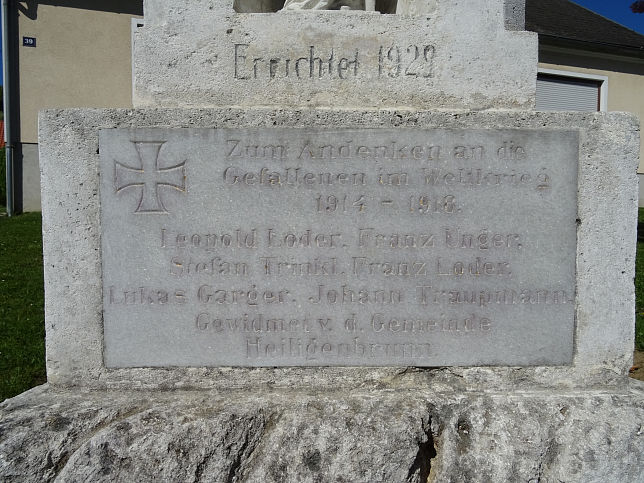 39
Errichtet 1929
Zum Andenken an die
Gefallenen im Weltkrieg
1914 - 1918.
Leopold Loder, Franz Unger,
Stefan Trinkl, Franz Loder,
Lukas Garger, Johann Traupmann.
Gewidmet v. d. Gemeinde
Heiligenbrunn.